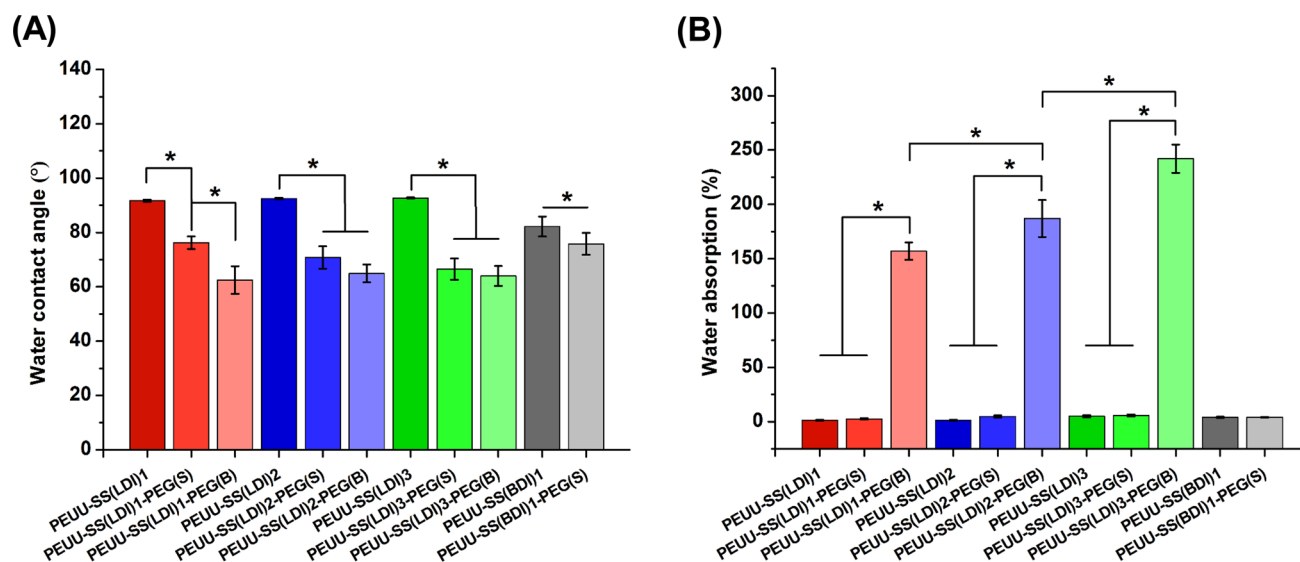 (A)
Water contact angle (°)
140
120
100
80
60
40
20
0
*
*
*
*
*
PEUU-SS(LDI)1
PEUU-SS(LDI)1-PEG(S)
PEUU-SS(LDI)1-PEG(B)
PEUU-SS(LDI)2
PEUU-SS(LDI)2-PEG(S)
PEUU-SS(LDI)2-PEG(B)
PEUU-SS(LDI)3
PEUU-SS(LDI)3-PEG(S)
PEUU-SS(LDI)3-PEG(B)
PEUU-SS(BDI)1
PEUU-SS(BDI)1-PEG(S)
(B)
Water absorption (%)
300
250
200
150
100
50
0
*
*
*
*
*
PEUU-SS(LDI)1
PEUU-SS(LDI)1-PEG(S)
PEUU-SS(LDI)1-PEG(B)
PEUU-SS(LDI)2
PEUU-SS(LDI)2-PEG(S)
PEUU-SS(LDI)2-PEG(B)
PEUU-SS(LDI)3
PEUU-SS(LDI)3-PEG(S)
PEUU-SS(LDI)3-PEG(B)
PEUU-SS(BDI)1
PEUU-SS(BDI)1-PEG(S)